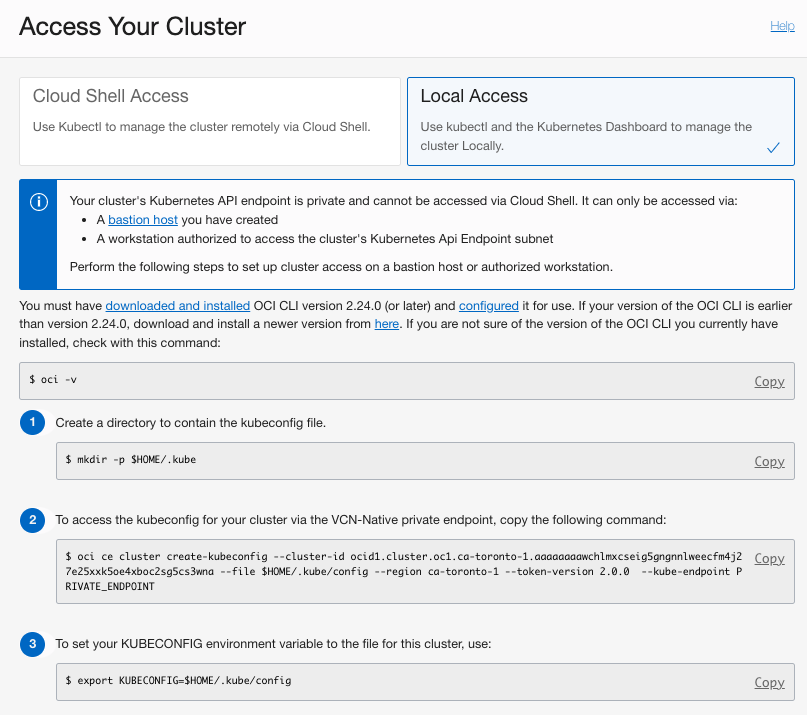 Access Your Cluster
Help
Cloud Shell Access
Use Kubectl to manage the cluster remotely via Cloud Shell.
Local Access
Use kubectl and the Kubernetes Dashboard to manage the
cluster Locally.
Your cluster's Kubernetes API endpoint is private and cannot be accessed via Cloud Shell. It can only be accessed via:
• A bastion host you have created
• A workstation authorized to access the cluster's Kubernetes Api Endpoint subnet
Perform the following steps to set up cluster access on a bastion host or authorized workstation.
You must have downloaded and installed OCI CLI version 2.24.0 (or later) and configured it for use. If your version of the OCI CLI is earlier
than version 2.24.0, download and install a newer version from here. If you are not sure of the version of the OCI CLI you currently have
installed, check with this command:
$ oci -v
Copy
1 Create a directory to contain the kubeconfig file.
$ mkdir -p $HOME/.kube
Copy
2 To access the kubeconfig for your cluster via the VCN-Native private endpoint, copy the following command:
$ oci ce cluster create-kubeconfig --cluster-id ocid1.cluster.oc1.ca-toronto-1.aaaaaaaawchlmxcseig5gngnnlweecfm4j2
Copy
7e25xxk5oe4xboc2sg5cs3wna --file $HOME/.kube/config --region ca-toronto-1 --token-version 2.0.0  --kube-endpoint P
RIVATE_ENDPOINT
3 To set your KUBECONFIG environment variable to the file for this cluster, use:
$ export KUBECONFIG=$HOME/.kube/config
Copy